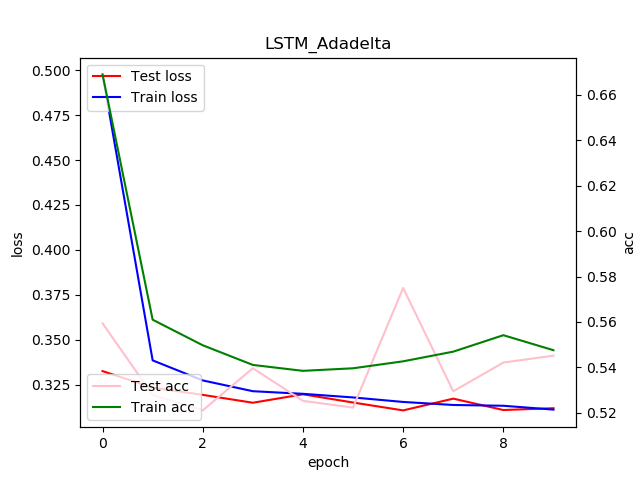 LSTM_Adadelta
Test loss
Train loss
Test acc
Train acc
loss
acc
epoch
0.500
0.475
0.450
0.425
0.400
0.375
0.350
0.325
0.66
0.64
0.62
0.60
0.58
0.56
0.54
0.52
0 2 4 6 8